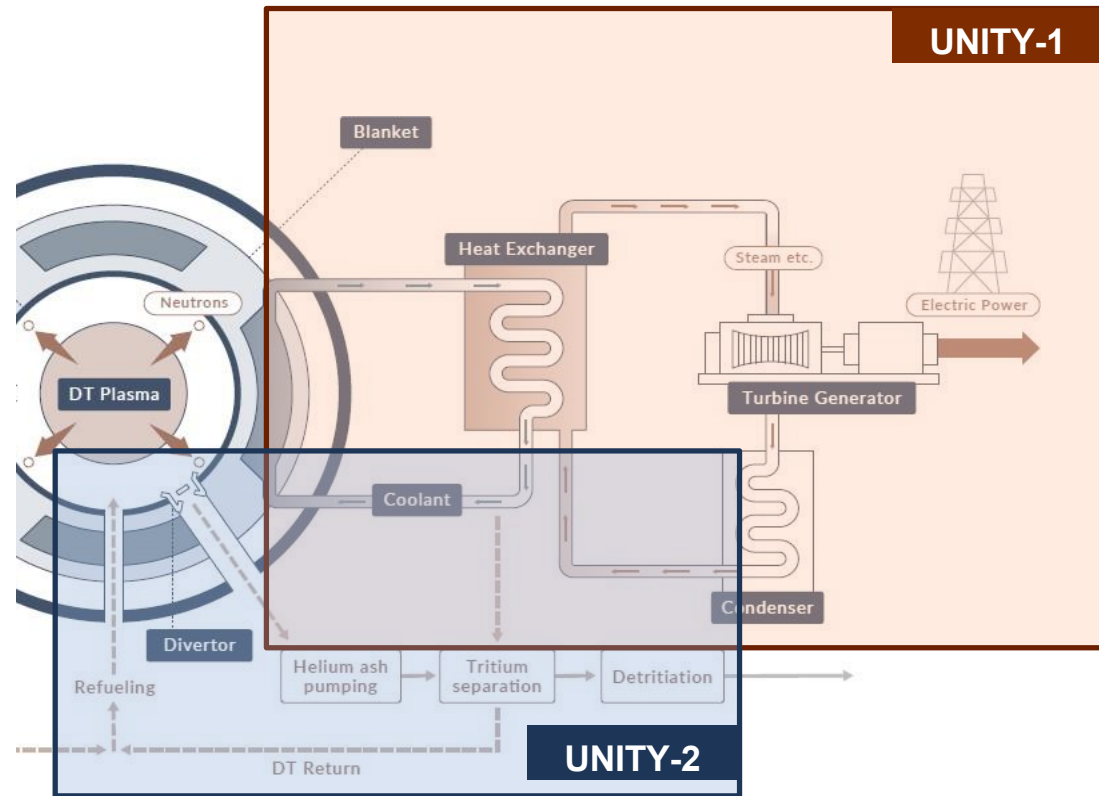 UNITY-1
Blanket
Heat Exchanger
Steam etc.
Neutrons
Electric Power
DT Plasma
Turbine Generator
Coolant
Condenser
Divertor
Helium ash
pumping
Tritium
separation
Detritiation
Refueling
UNITY-2
DT Return